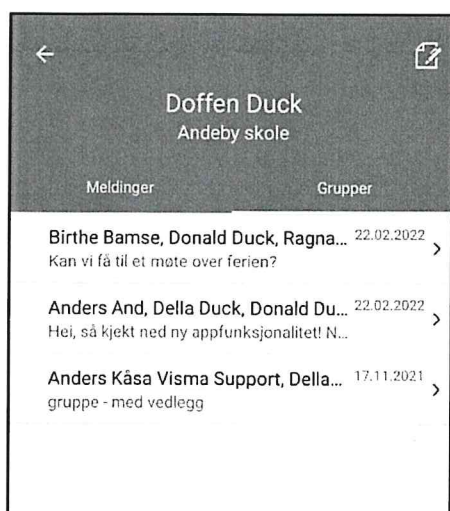 Doffen Duck
Andeby skole
Meldinger Grupper
Birthe Bamse, Donald Duck, Ragna... 22.02.2022
Kan vi få til et møte over ferien?
Anders And, Della Duck, Donald Du... 22.02.2022
Hei, så kjekt ned ny appfunksjonalitet! N...
Anders Kåsa Visma Support, Della... 17.11.2021
gruppe - med vedlegg